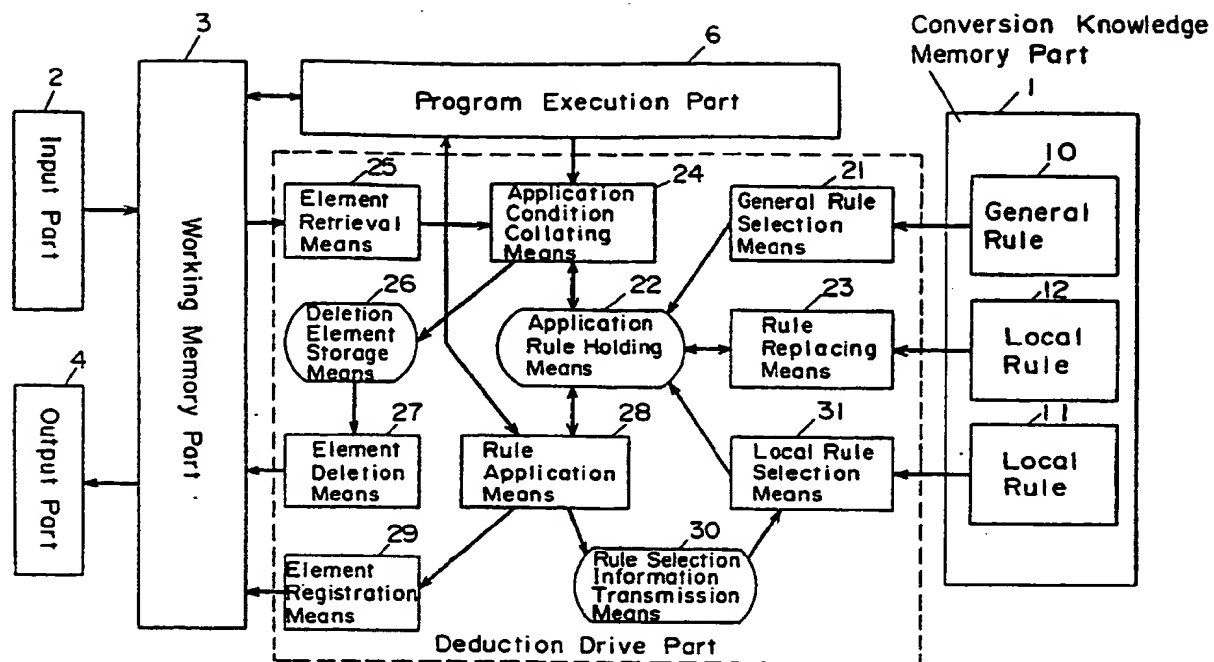 Conversion Knowledge
Memory Part
3
6
2
1
Input Part
Program Execution Part
10
General
Rule
25
Element
Retrieval
Means
24
Application
Condition
Collating
Means
21
General Rule
Selection
Means
Working Memory Part
26
Deletion
Element
Storage
Means
22
Application
Rule Holding
Means
23
Rule
Replacing
Means
12
Local
Rule
4
Output Part
27
Element
Deletion
Means
28
Rule
Application
Means
31
Local Rule
Selection
Means
11
Local
Rule
29
Element
Registration
Means
30
Rule Selection
Information
Transmission
Means
Deduction Drive Part